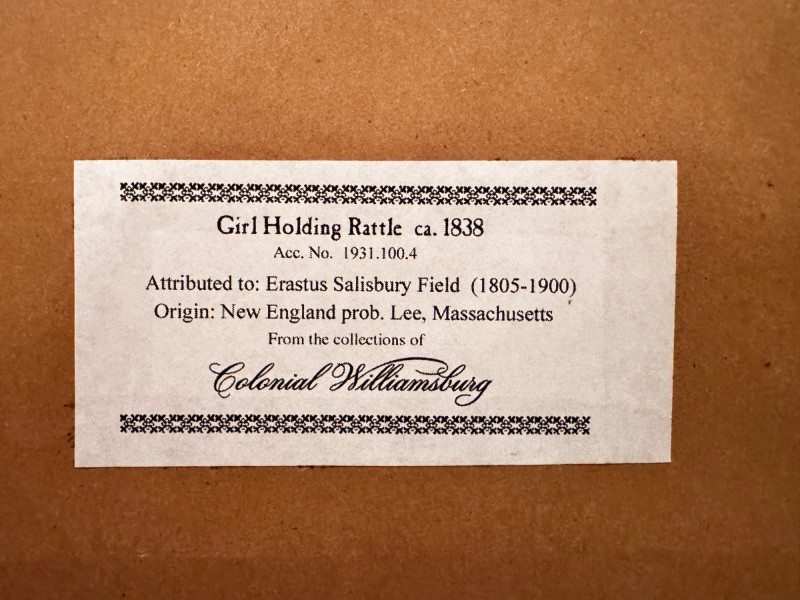 Girl Holding Rattle ca. 1838
Acc. No. 1931.100.4
Attributed to: Erastus Salisbury Field (1805-1900)
Origin: New England prob. Lee, Massachusetts
From the collections of
Colonial Williamsburg